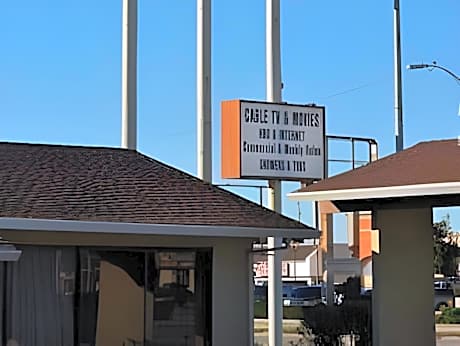 CABLE TV & MOVIES
HBO & INTERNET
Commercial & Weekly Rates
SHOWERS & TUBS